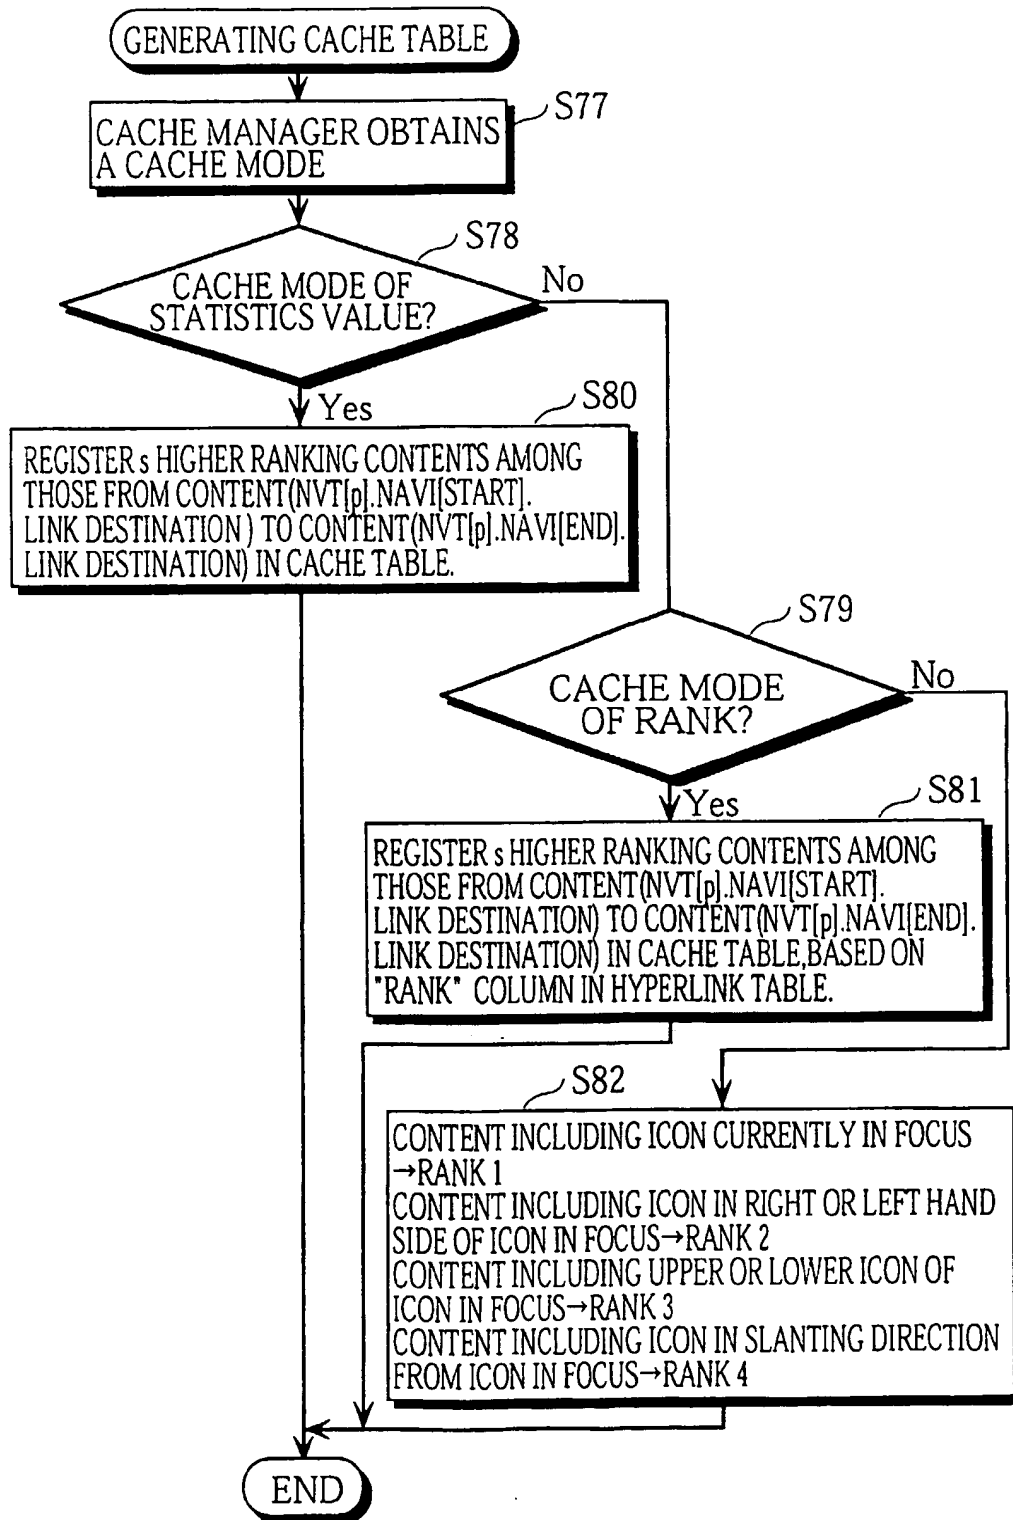 GENERATING CACHE TABLE
S77
CACHE MANAGER OBTAINS
A CACHE MODE
S78
CACHE MODE OF
STATISTICS VALUE?
No
Yes
S80
REGISTER s HIGHER RANKING CONTENTS AMONG
THOSE FROM CONTENT(NVT[p].NAVI[START].
LINK DESTINATION ) TO CONTENT(NVT[p].NAVI[END].
LINK DESTINATION) IN CACHE TABLE.
S79
CACHE MODE
OF RANK?
No
Yes
S81
REGISTER s HIGHER RANKING CONTENTS AMONG
THOSE FROM CONTENT(NVT[p].NAVI[START].
LINK DESTINATION) TO CONTENT(NVT[p].NAVI[END].
LINK DESTINATION) IN CACHE TABLE,BASED ON
"RANK" COLUMN IN HYPERLINK TABLE.
S82
CONTENT INCLUDING ICON CURRENTLY IN FOCUS
→RANK 1
CONTENT INCLUDING ICON IN RIGHT OR LEFT HAND
SIDE OF ICON IN FOCUS→RANK 2
CONTENT INCLUDING UPPER OR LOWER ICON OF
ICON IN FOCUS→RANK 3
CONTENT INCLUDING ICON IN SLANTING DIRECTION
FROM ICON IN FOCUS→RANK 4
END